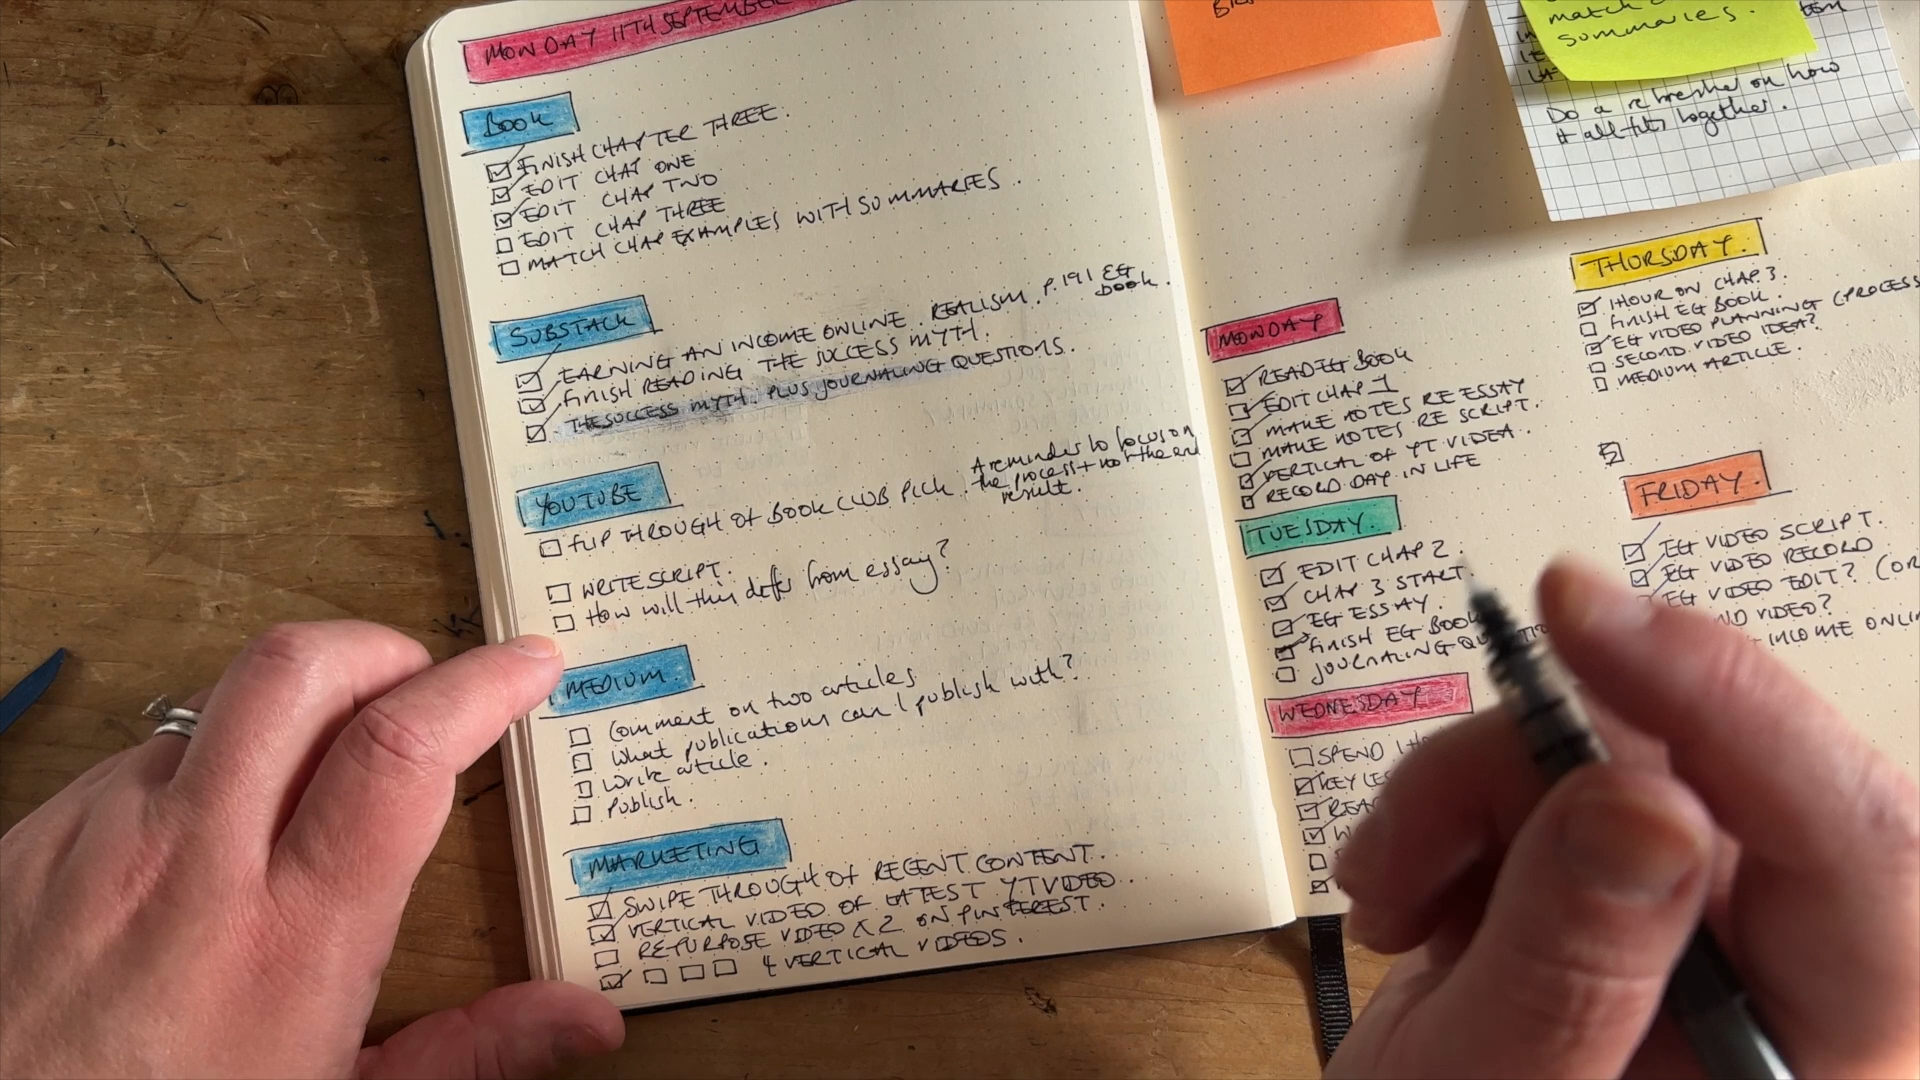 MONDAY 11TH SEPTEMBER
BOOK
FINISH CHAPTER THREE.
EDIT CHAP ONE
EDIT CHAP TWO
EDIT CHAP THREE
MATCH CHAP EXAMPLES WITH SUMMARIES.
SUBSTACK
EARNING AN INCOME ONLINE. REALISM. P.191 EG book.
FINISH READING THE SUCCESS MYTH.
THE SUCCESS MYTH PLUS JOURNALING QUESTIONS.
YOUTUBE
FLIP THROUGH OF BOOK CLUB PICK.
A reminder to focus on
the process + not the end
result.
WRITE SCRIPT.
How will this differ from essay?
MEDIUM.
Comment on two articles
What publications can I publish with?
Write article.
Publish.
MARKETING
SWIPE THROUGH OF RECENT CONTENT.
VERTICAL VIDEO OF LATEST YT VIDEO.
REPURPOSE VIDEO X 2 ON PINTEREST.
4 VERTICAL VIDEOS.
match
summaries.
Do a refresher on how
it all fits together.
MONDAY
READ EG BOOK
EDIT CHAP 1
MAKE NOTES RE ESSAY
MAKE NOTES RE SCRIPT.
VERTICAL OF YT VIDEA.
RECORD DAY IN LIFE
TUESDAY.
EDIT CHAP 2.
CHAP 3 START.
EG ESSAY.
FINISH EG BOOK
JOURNALING
WEDNESDAY
SPEND 1
KEY
THURSDAY.
1 HOUR ON CHAP 3.
FINISH EG BOOK.
EG VIDEO PLANNING (PROCESS
SECOND VIDEO IDEA?
MEDIUM ARTICLE.
FRIDAY.
EG VIDEO SCRIPT.
EG VIDEO RECORD
EG VIDEO EDIT? (OR
VIDEO?
INCOME ONLIN